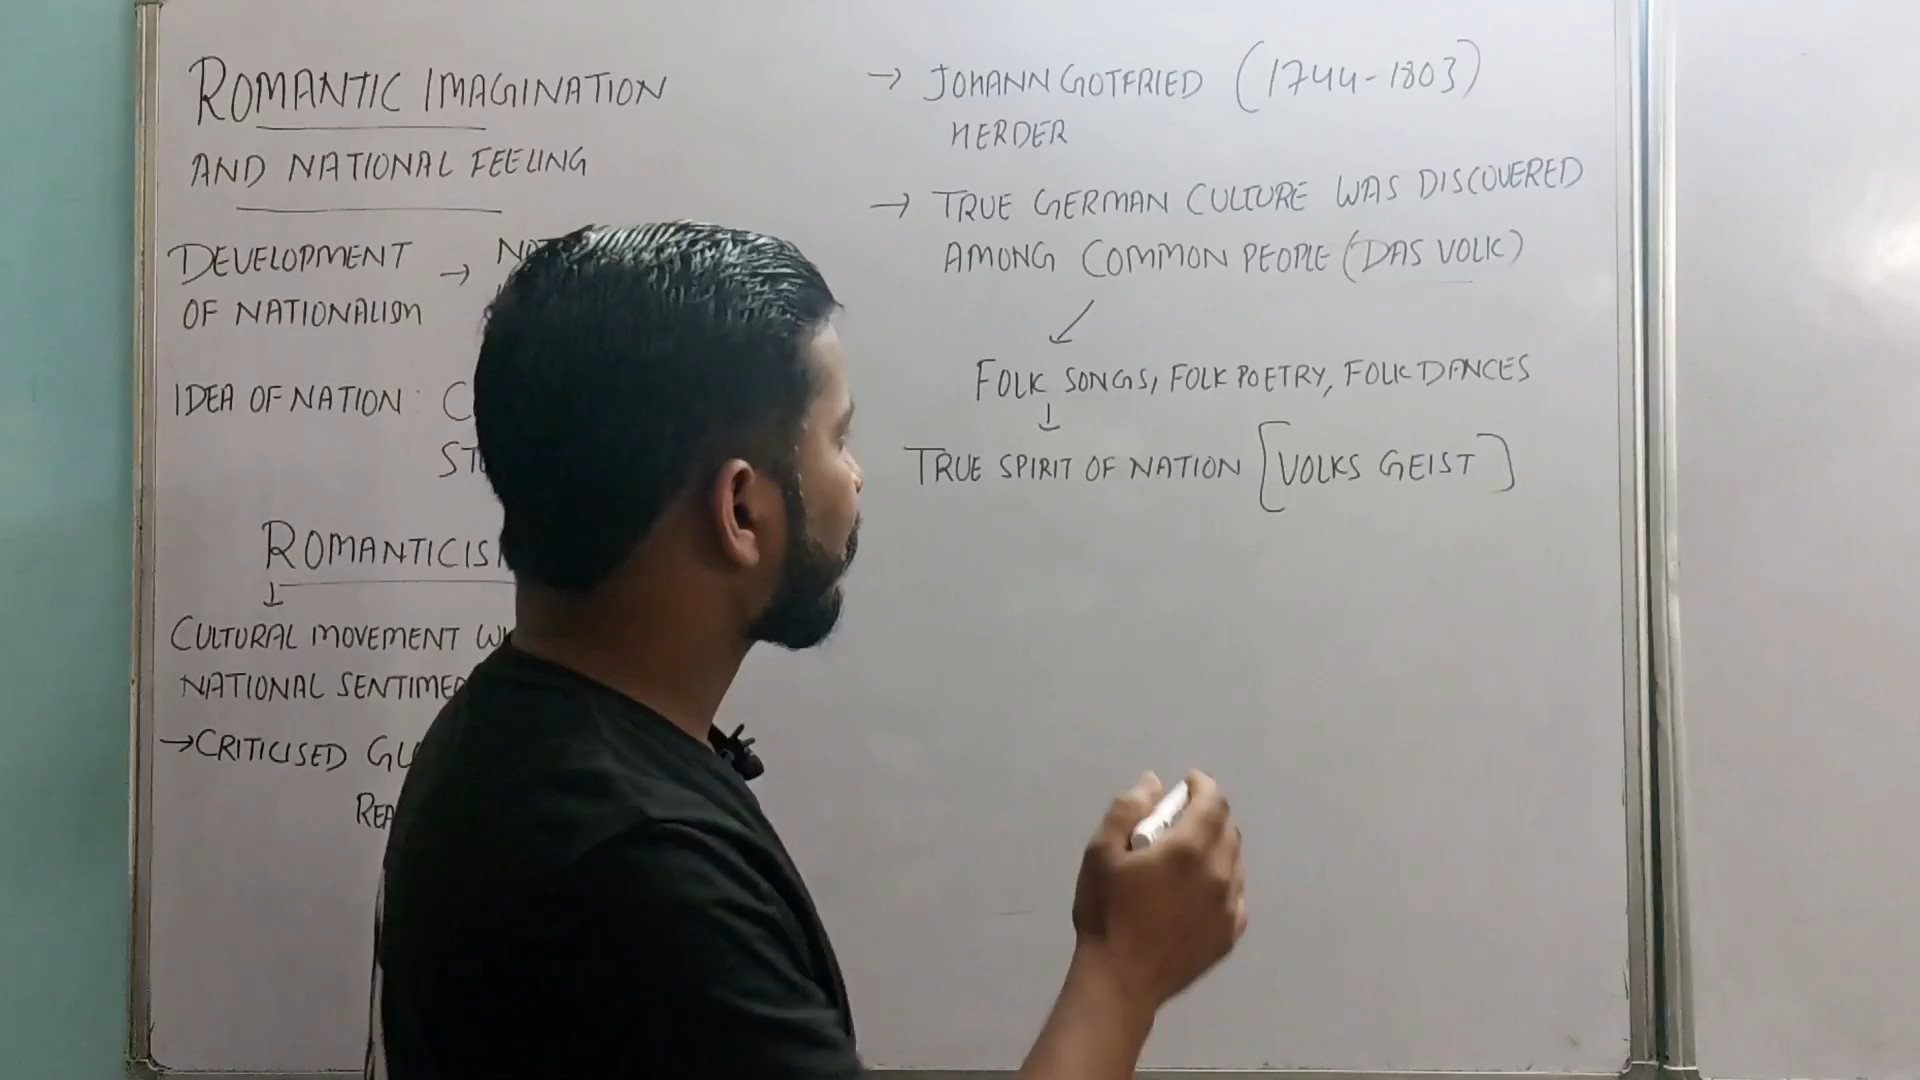 ROMANTIC IMAGINATION
AND NATIONAL FEELING
DEVELOPMENT →
OF NATIONALISM
IDEA OF NATION :
ROMANTICIS
↓
CULTURAL MOVEMENT
NATIONAL
→ CRITICISED
→ JOHANN GOTFRIED (1744-1803)
HERDER
→ TRUE GERMAN CULTURE WAS DISCOVERED
AMONG COMMON PEOPLE (DAS VOLK)
↙
FOLK SONGS, FOLK POETRY, FOLK DANCES
↓
TRUE SPIRIT OF NATION [VOLKS GEIST]